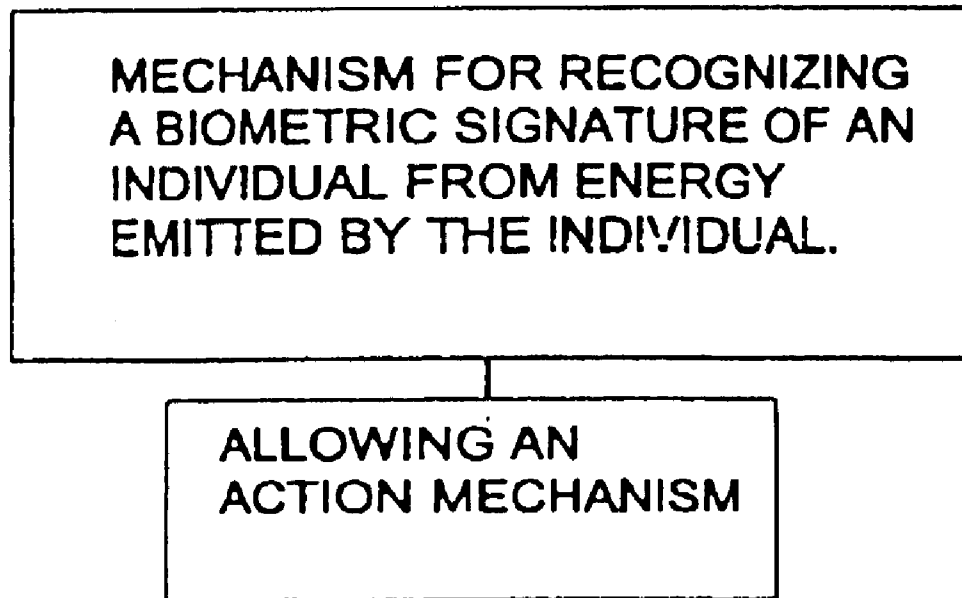 MECHANISM FOR RECOGNIZING
A BIOMETRIC SIGNATURE OF AN
INDIVIDUAL FROM ENERGY
EMITTED BY THE INDIVIDUAL.
ALLOWING AN
ACTION MECHANISM